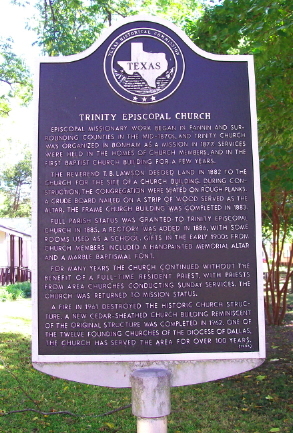 TEXAS HISTORICAL COMMISSION
TEXAS
TRINITY EPISCOPAL CHURCH
EPISCOPAL MISSIONARY WORK BEGAN IN FANNIN AND SUR-
ROUNDING COUNTIES IN THE MID-1870S, AND TRINITY CHURCH
WAS ORGANIZED IN BONHAM AS A MISSION IN 1877. SERVICES
WERE HELD IN THE HOMES OF CHURCH MEMBERS, AND IN THE
FIRST BAPTIST CHURCH BUILDING FOR A FEW YEARS.
THE REVEREND T. B. LAWSON DEEDED LAND IN 1882 TO THE
CHURCH FOR THE SITE OF A CHURCH BUILDING. DURING CON-
STRUCTION, THE CONGREGATION WERE SEATED ON ROUGH PLANKS.
A CRUDE BOARD NAILED ON A STRIP OF WOOD SERVED AS THE
ALTAR. THE FRAME CHURCH BUILDING WAS COMPLETED IN 1883.
FULL PARISH STATUS WAS GRANTED TO TRINITY EPISCOPAL
CHURCH IN 1885. A RECTORY WAS ADDED IN 1886, WITH SOME
ROOMS USED AS A SCHOOL. GIFTS IN THE EARLY 1900S FROM
CHURCH MEMBERS INCLUDED A HANDPAINTED MEMORIAL ALTAR
AND A MARBLE BAPTISMAL FONT.
FOR MANY YEARS THE CHURCH CONTINUED WITHOUT THE
BENEFIT OF A FULL-TIME RESIDENT PRIEST, WITH PRIESTS
FROM AREA CHURCHES CONDUCTING SUNDAY SERVICES. THE
CHURCH WAS RETURNED TO MISSION STATUS.
A FIRE IN 1961 DESTROYED THE HISTORIC CHURCH STRUC-
TURE. A NEW CEDAR-SHEATHED CHURCH BUILDING REMINISCENT
OF THE ORIGINAL STRUCTURE WAS COMPLETED IN 1962. ONE OF
THE TWELVE FOUNDING CHURCHES OF THE DIOCESE OF DALLAS,
THE CHURCH HAS SERVED THE AREA FOR OVER 100 YEARS.